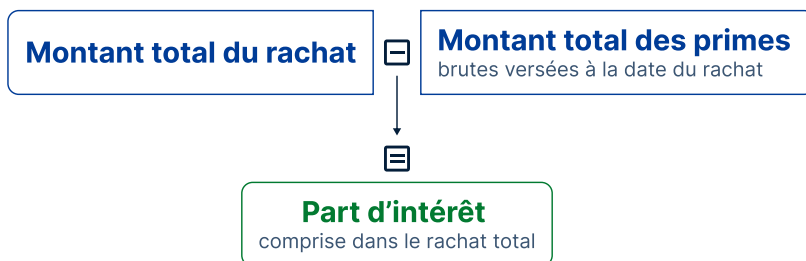 Montant total du rachat
Montant total des primes
brutes versées à la date du rachat
Part d’intérêt
comprise dans le rachat total